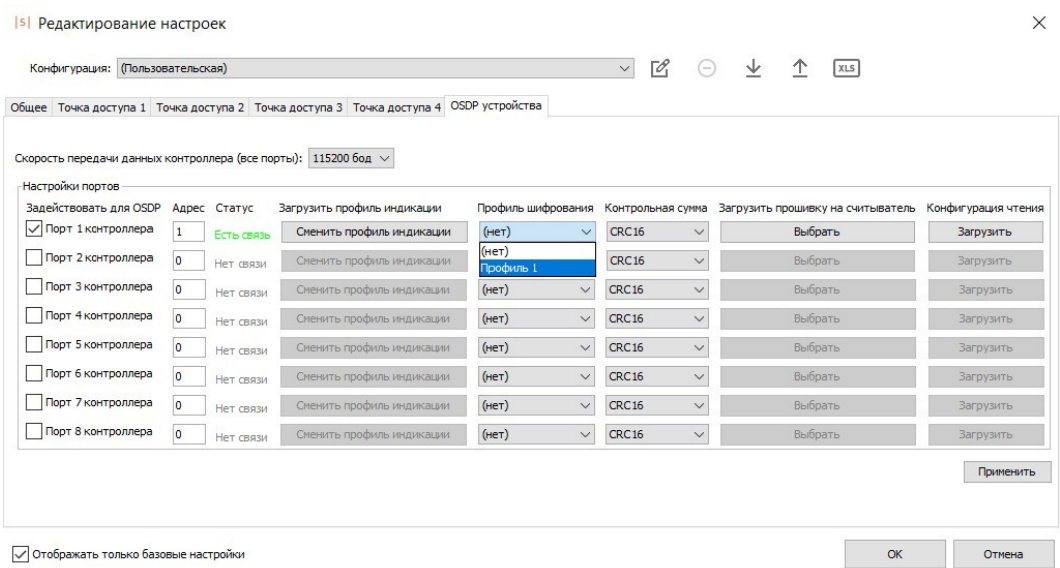 |s| Редактирование настроек
Конфигурация: (Пользовательская) XLS
Общее Точка доступа 1 Точка доступа 2 Точка доступа 3 Точка доступа 4 OSDP устройства
Скорость передачи данных контроллера (все порты): 115200 бод
Настройки портов
Задействовать для OSDP Адрес Статус Загрузить профиль индикации Профиль шифрования Контрольная сумма Загрузить прошивку на считыватель Конфигурация чтения
Порт 1 контроллера 1 Есть связь Сменить профиль индикации (нет) CRC16 Выбрать Загрузить
(нет)
Порт 2 контроллера 0 Нет связи Сменить профиль индикации CRC16 Выбрать Загрузить
Профиль 1
Порт 3 контроллера 0 Нет связи Сменить профиль индикации (нет) CRC16 Выбрать Загрузить
Порт 4 контроллера 0 Нет связи Сменить профиль индикации (нет) CRC16 Выбрать Загрузить
Порт 5 контроллера 0 Нет связи Сменить профиль индикации (нет) CRC16 Выбрать Загрузить
Порт 6 контроллера 0 Нет связи Сменить профиль индикации (нет) CRC16 Выбрать Загрузить
Порт 7 контроллера 0 Нет связи Сменить профиль индикации (нет) CRC16 Выбрать Загрузить
Порт 8 контроллера 0 Нет связи Сменить профиль индикации (нет) CRC16 Выбрать Загрузить
Применить
Отображать только базовые настройки OK Отмена